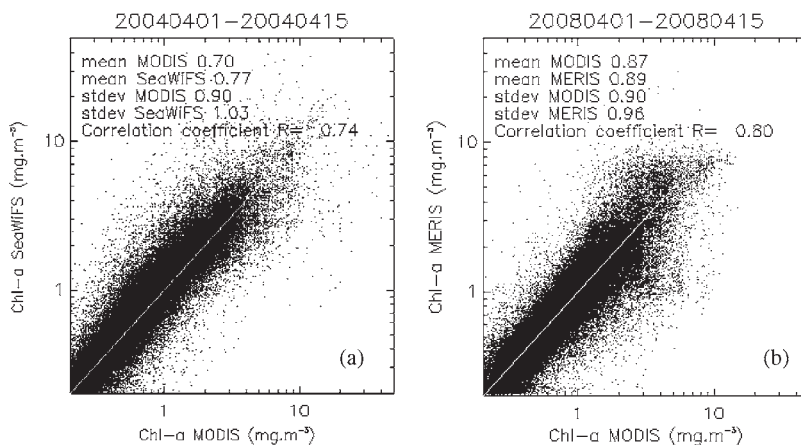 20040401-20040415
mean MODIS 0.70
mean SeaWiFS 0.77
stdev MODIS 0.90
stdev SeaWiFS 1.03
Correlation coefficient R= 0.74
10
1
Chl-a SeaWiFS (mg.m⁻³)
(a)
1
10
Chl-a MODIS (mg.m⁻³)
20080401-20080415
mean MODIS 0.87
mean MERIS 0.89
stdev MODIS 0.90
stdev MERIS 0.96
Correlation coefficient R= 0.80
10
1
Chl-a MERIS (mg.m⁻³)
(b)
1
10
Chl-a MODIS (mg.m⁻³)